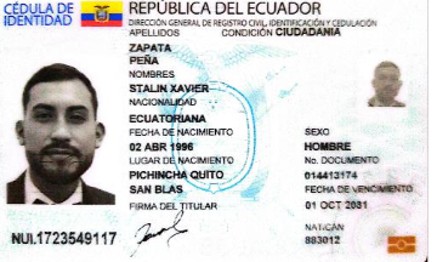 CÉDULA DE IDENTIDAD
REPÚBLICA DEL ECUADOR
DIRECCIÓN GENERAL DE REGISTRO CIVIL, IDENTIFICACIÓN Y CEDULACIÓN
APELLIDOS
CONDICIÓN CIUDADANIA
ZAPATA
PEÑA
NOMBRES
STALIN XAVIER
NACIONALIDAD
ECUATORIANA
FECHA DE NACIMIENTO
SEXO
02 ABR 1996
HOMBRE
LUGAR DE NACIMIENTO
No. DOCUMENTO
PICHINCHA QUITO
014413174
SAN BLAS
FECHA DE VENCIMIENTO
FIRMA DEL TITULAR
01 OCT 2031
NATICAN
883012
NUI.1723549117